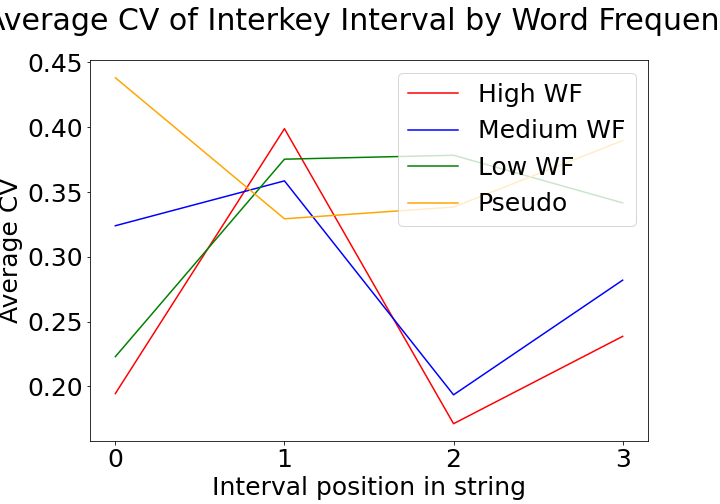 Average CV of Interkey Interval by Word Frequen
0.45
0.40
0.35
0.30
0.25
0.20
Average CV
High WF
Medium WF
Low WF
Pseudo
0 1 2 3
Interval position in string